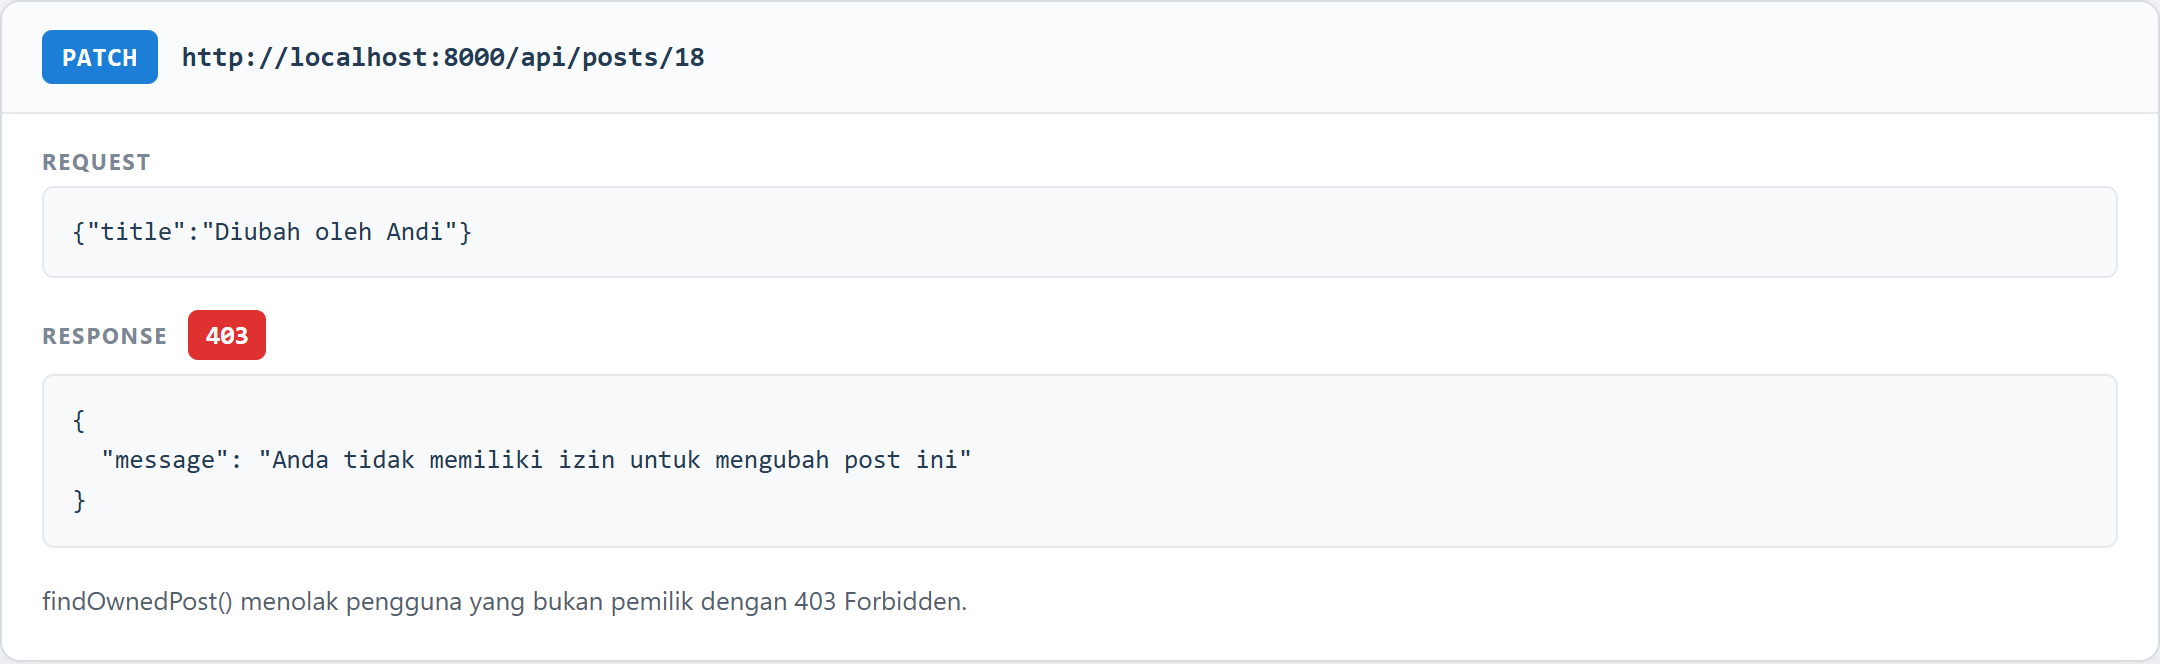 PATCH http://localhost:8000/api/posts/18
REQUEST
{"title":"Diubah oleh Andi"}
RESPONSE 403
{
  "message": "Anda tidak memiliki izin untuk mengubah post ini"
}
findOwnedPost() menolak pengguna yang bukan pemilik dengan 403 Forbidden.